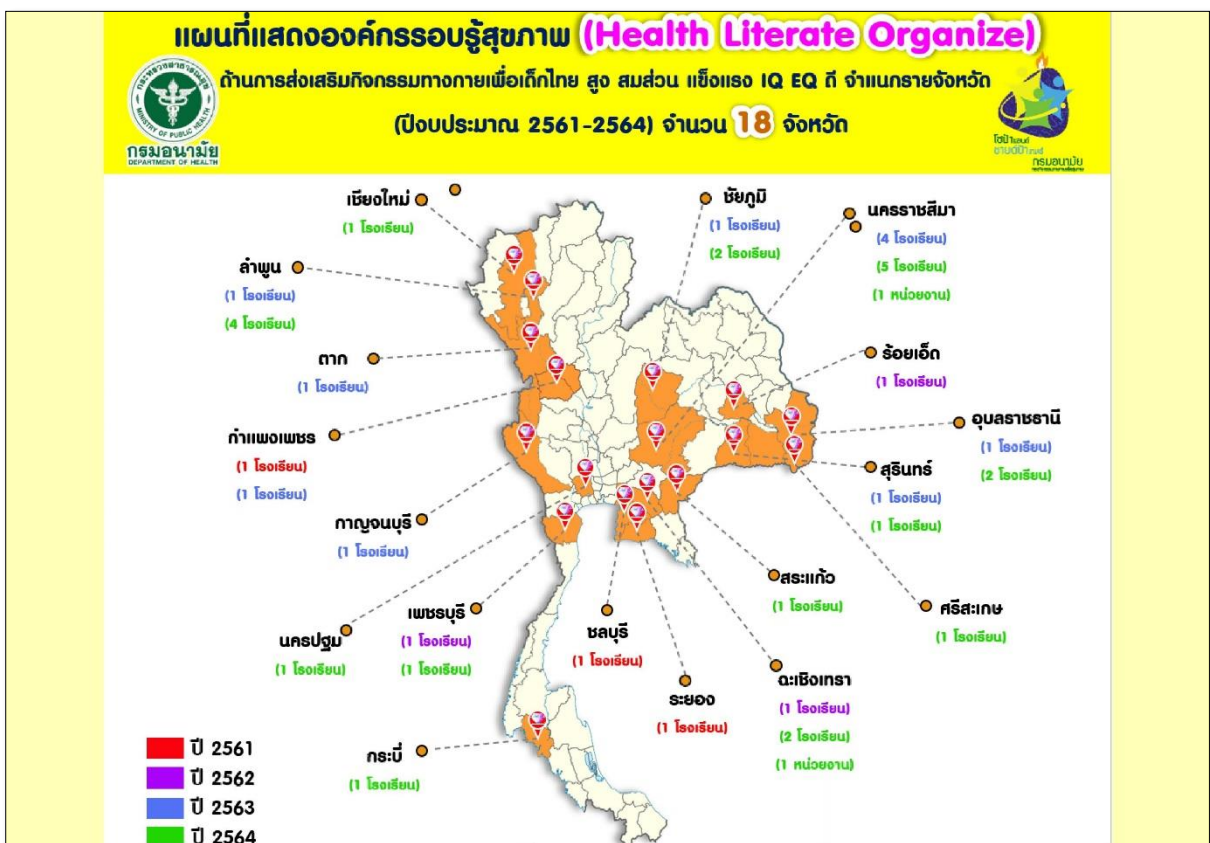 แผนที่แสดงองค์กรรอบรู้สุขภาพ (Health Literate Organize)
ด้านการส่งเสริมกิจกรรมทางกายเพื่อเด็กไทย สูง สมส่วน แข็งแรง IQ EQ ดี จำแนกรายจังหวัด
(ปีงบประมาณ 2561-2564) จำนวน 18 จังหวัด
กระทรวงสาธารณสุข
MINISTRY OF PUBLIC HEALTH
กรมอนามัย
DEPARTMENT OF HEALTH
กรมอนามัย
เชียงใหม่
(1 โรงเรียน)
ลำพูน
(1 โรงเรียน)
(4 โรงเรียน)
ตาก
(1 โรงเรียน)
กำแพงเพชร
(1 โรงเรียน)
(1 โรงเรียน)
กาญจนบุรี
(1 โรงเรียน)
นครปฐม
(1 โรงเรียน)
เพชรบุรี
(1 โรงเรียน)
(1 โรงเรียน)
กระบี่
(1 โรงเรียน)
ชัยภูมิ
(1 โรงเรียน)
(2 โรงเรียน)
นครราชสีมา
(4 โรงเรียน)
(5 โรงเรียน)
(1 หน่วยงาน)
ร้อยเอ็ด
(1 โรงเรียน)
อุบลราชธานี
(1 โรงเรียน)
(2 โรงเรียน)
สุรินทร์
(1 โรงเรียน)
(1 โรงเรียน)
สระแก้ว
(1 โรงเรียน)
ศรีสะเกษ
(1 โรงเรียน)
ชลบุรี
(1 โรงเรียน)
ระยอง
(1 โรงเรียน)
ฉะเชิงเทรา
(1 โรงเรียน)
(2 โรงเรียน)
(1 หน่วยงาน)
ปี 2561
ปี 2562
ปี 2563
ปี 2564